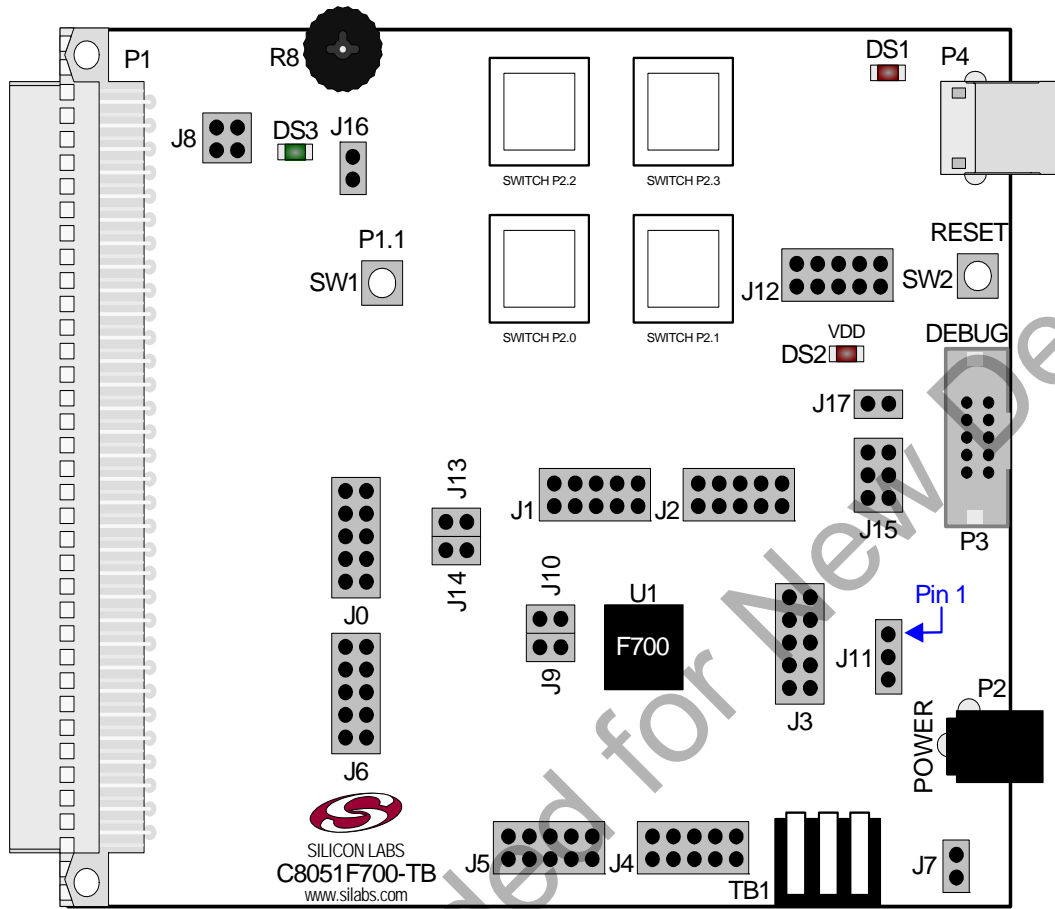 P1
R8
DS1
P4
J8
DS3
J16
SWITCH P2.2
SWITCH P2.3
P1.1
SW1
RESET
SW2
J12
SWITCH P2.0
SWITCH P2.1
VDD
DS2
DEBUG
J17
J13
J1
J2
J15
P3
J14
J10
U1
F700
Pin 1
J0
J9
J11
J3
P2
POWER
J6
SILICON LABS
C8051F700-TB
www.silabs.com
J5
J4
TB1
J7
ded for New De